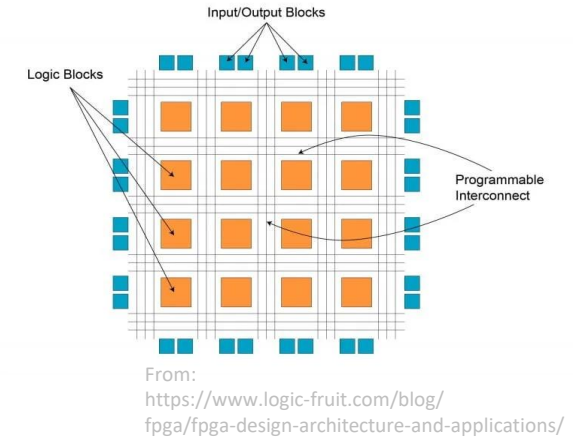 Input/Output Blocks
Logic Blocks
Programmable
Interconnect
From:
https://www.logic-fruit.com/blog/
fpga/fpga-design-architecture-and-applications/